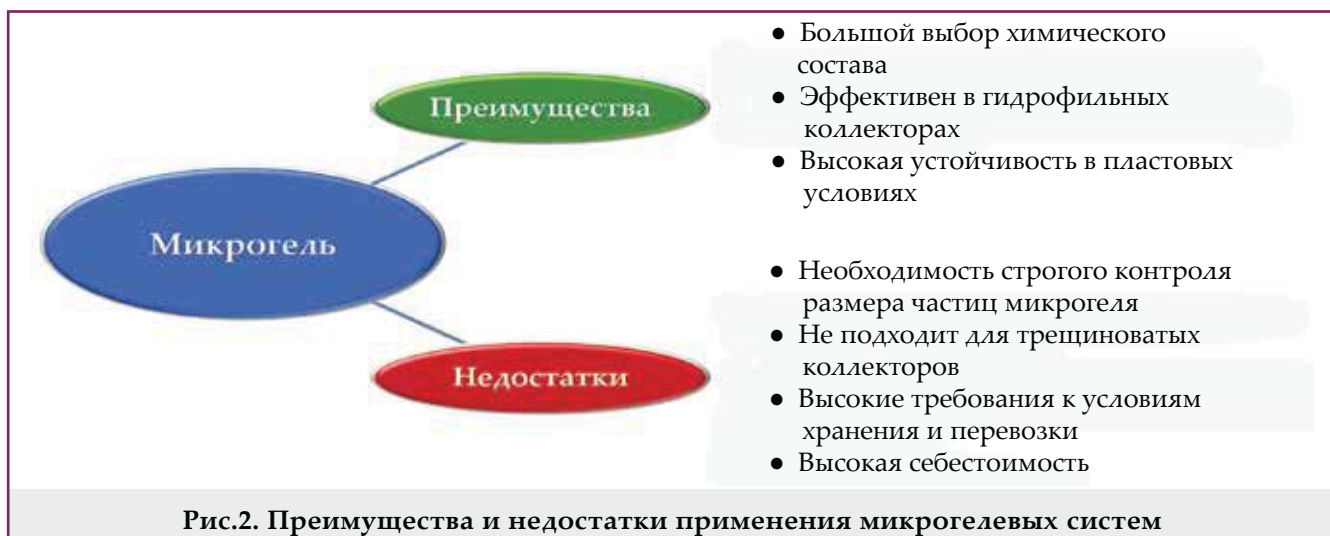 Микрогель
Преимущества
● Большой выбор химического
состава
● Эффективен в гидрофильных
коллекторах
● Высокая устойчивость в пластовых
условиях
Недостатки
● Необходимость строгого контроля
размера частиц микрогеля
● Не подходит для трещиноватых
коллекторов
● Высокие требования к условиям
хранения и перевозки
● Высокая себестоимость
Рис.2. Преимущества и недостатки применения микрогелевых систем